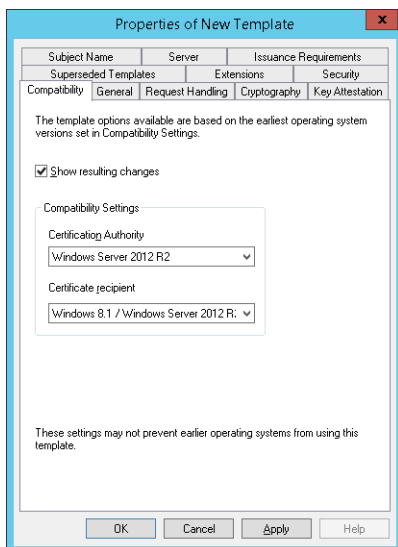 Properties of New Template
x
Subject Name Server Issuance Requirements
Superseded Templates Extensions Security
Compatibility General Request Handling Cryptography Key Attestation
The template options available are based on the earliest operating system
versions set in Compatibility Settings.
Show resulting changes
Compatibility Settings
Certification Authority
Windows Server 2012 R2
Certificate recipient
Windows 8.1 / Windows Server 2012 R
These settings may not prevent earlier operating systems from using this
template.
OK Cancel Apply Help